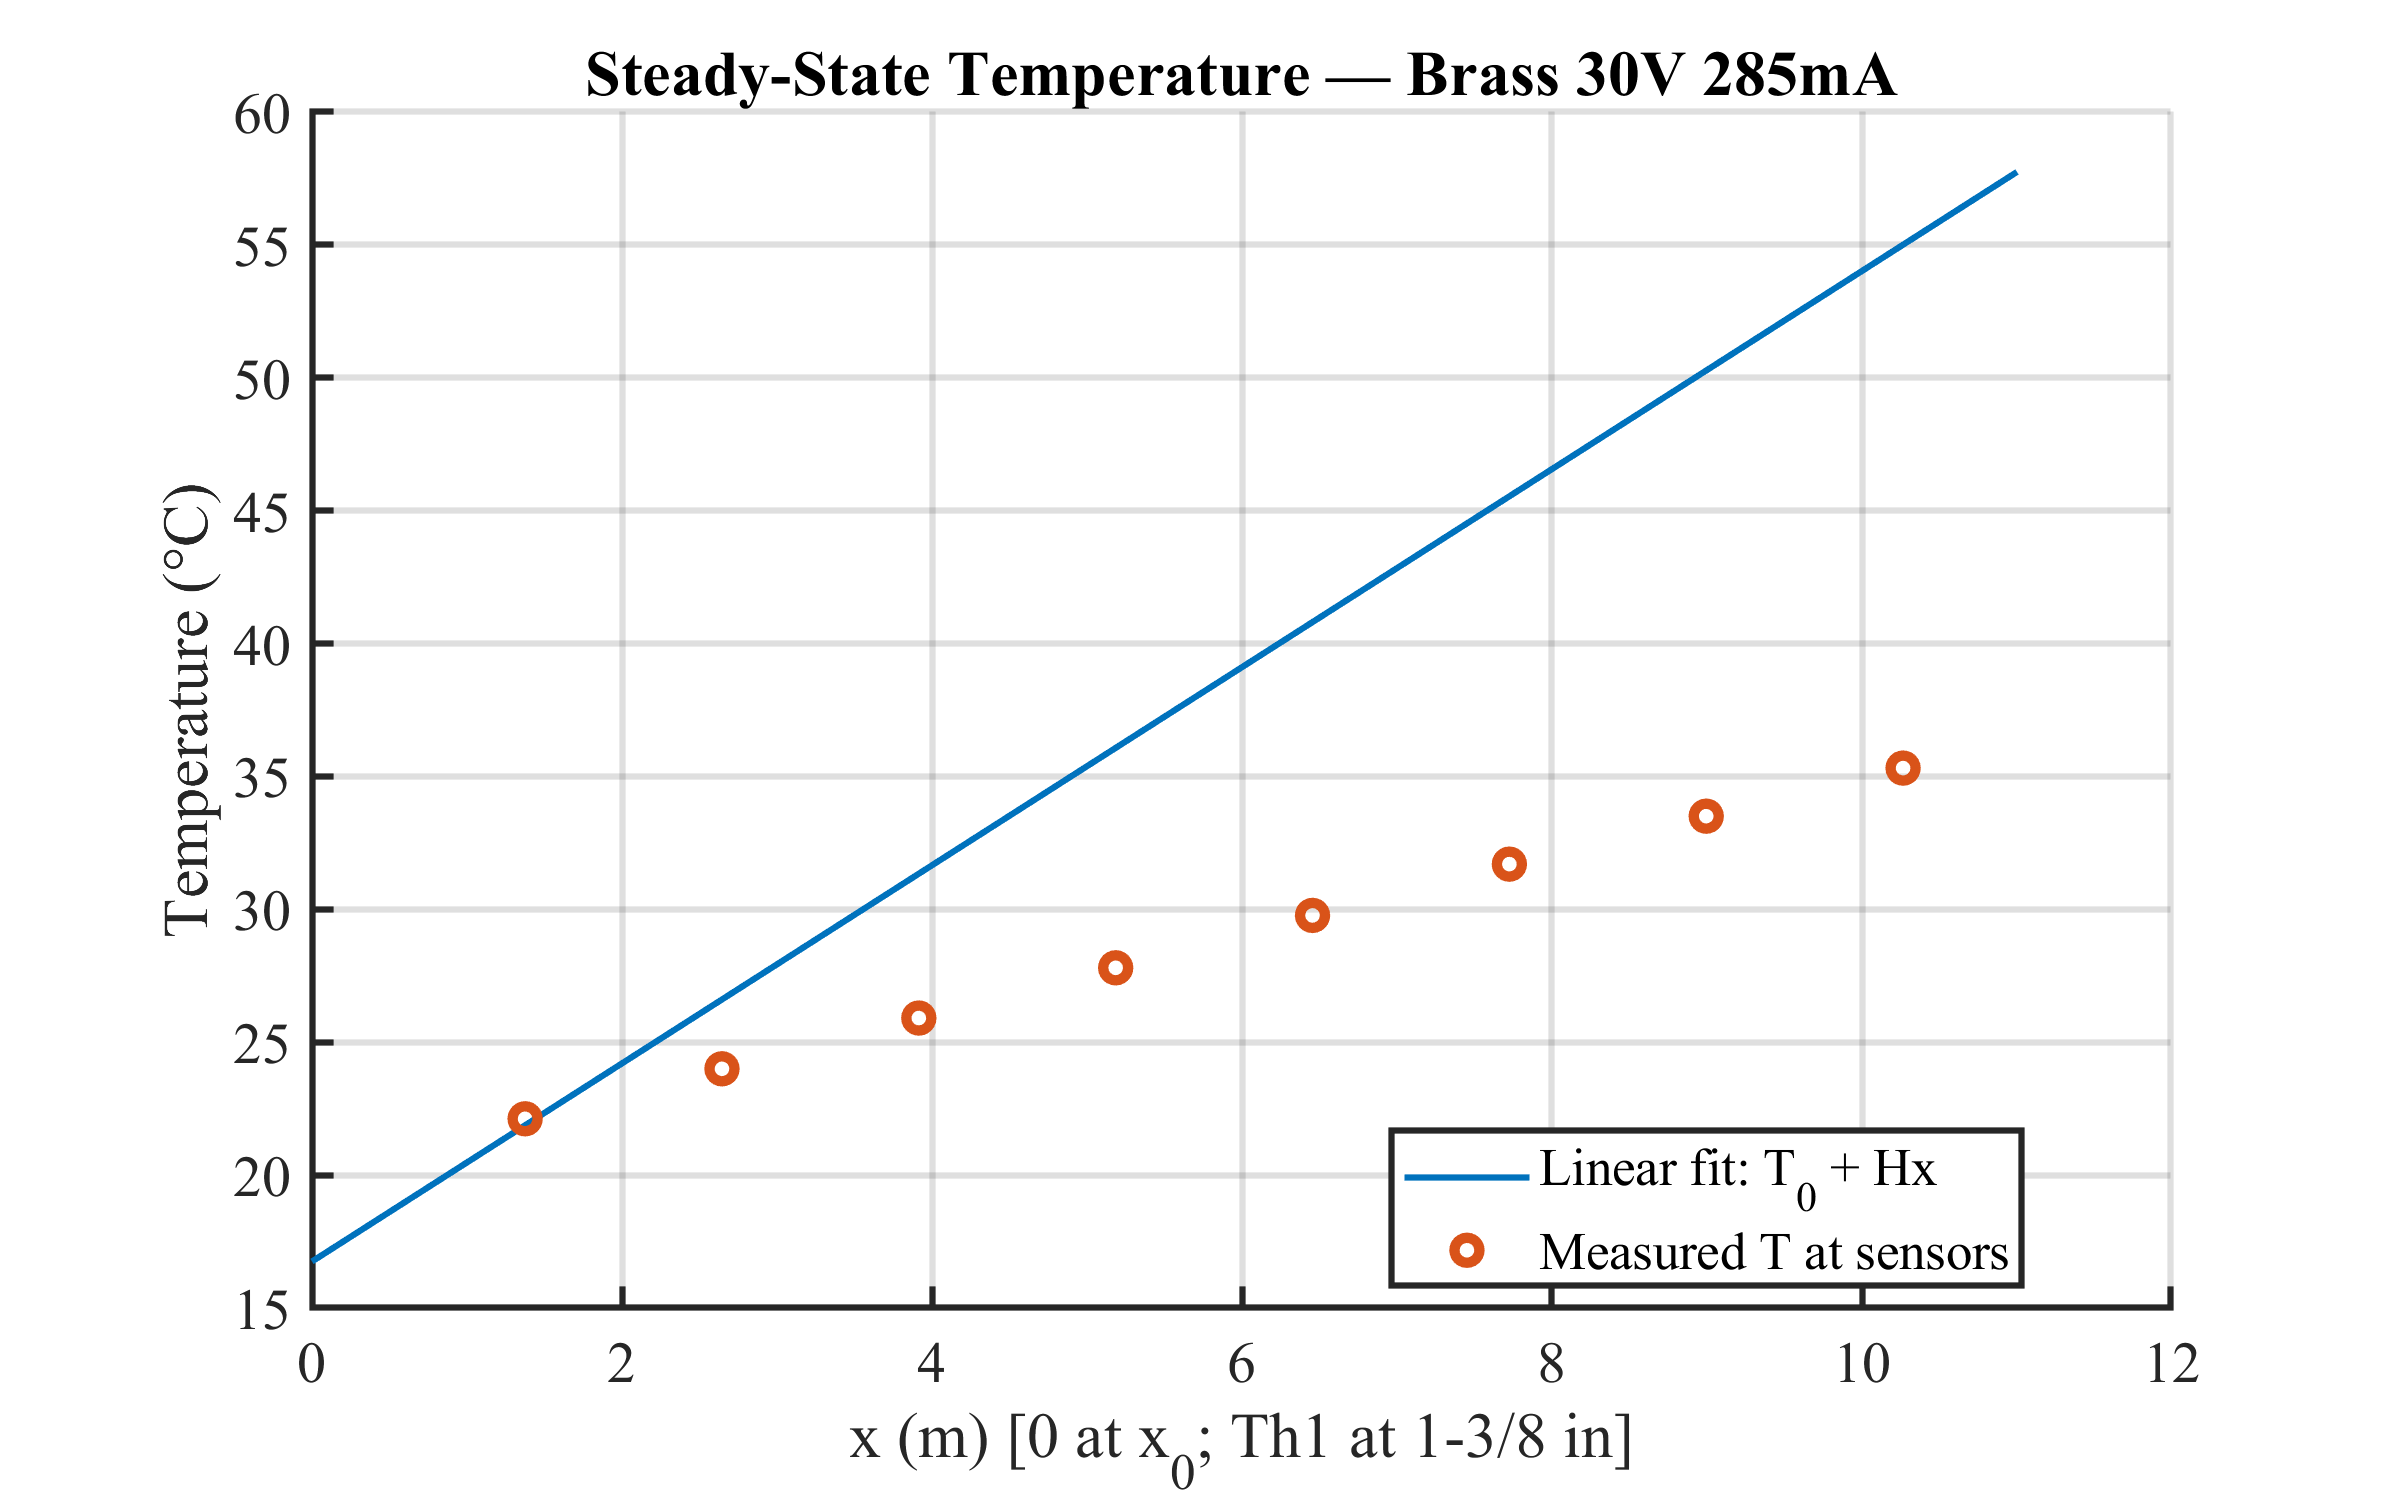 Steady-State Temperature — Brass 30V 285mA
60
55
50
45
40
35
30
25
20
15
Temperature (°C)
Linear fit: T0 + Hx
Measured T at sensors
0 2 4 6 8 10 12
x (m) [0 at x0; Th1 at 1-3/8 in]